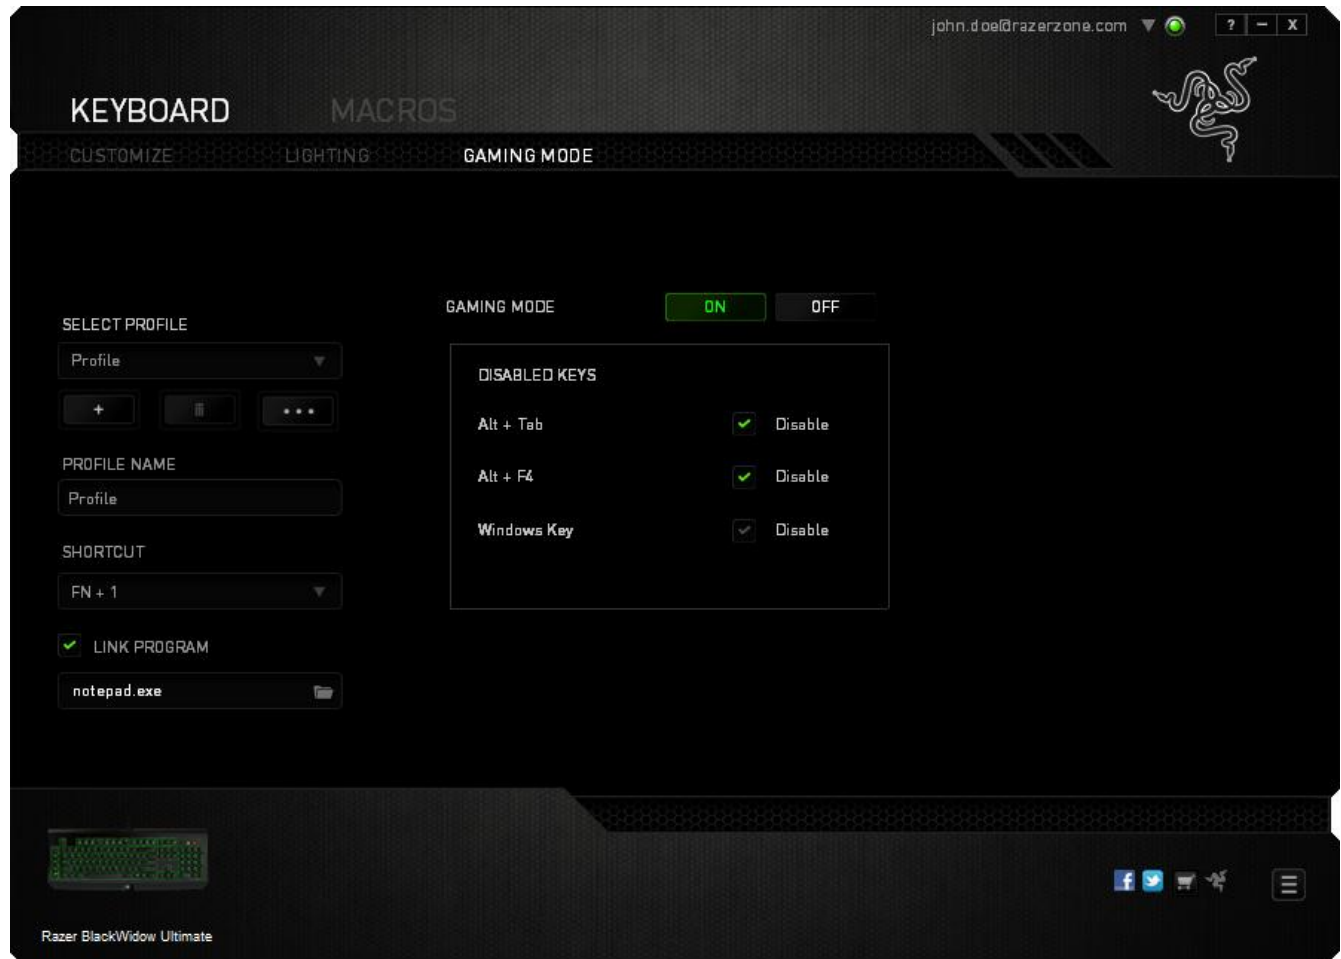 john.doe@razerzone.com
? – X
KEYBOARD MACROS
CUSTOMIZE LIGHTING GAMING MODE
GAMING MODE ON OFF
SELECT PROFILE
Profile
DISABLED KEYS
+ •••
Alt + Tab Disable
PROFILE NAME
Alt + F4 Disable
Profile
Windows Key Disable
SHORTCUT
FN + 1
LINK PROGRAM
notepad.exe
Razer BlackWidow Ultimate